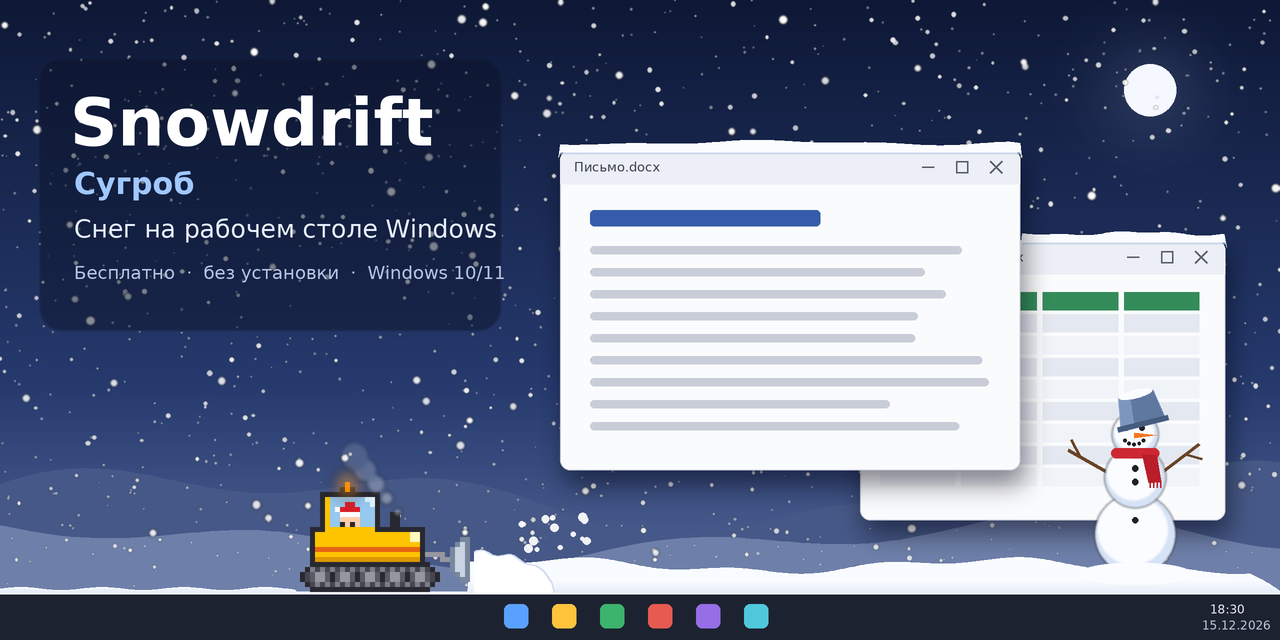 Snowdrift
Сугроб
Снег на рабочем столе Windows
Бесплатно · без установки · Windows 10/11
Письмо.docx
18:30
15.12.2026